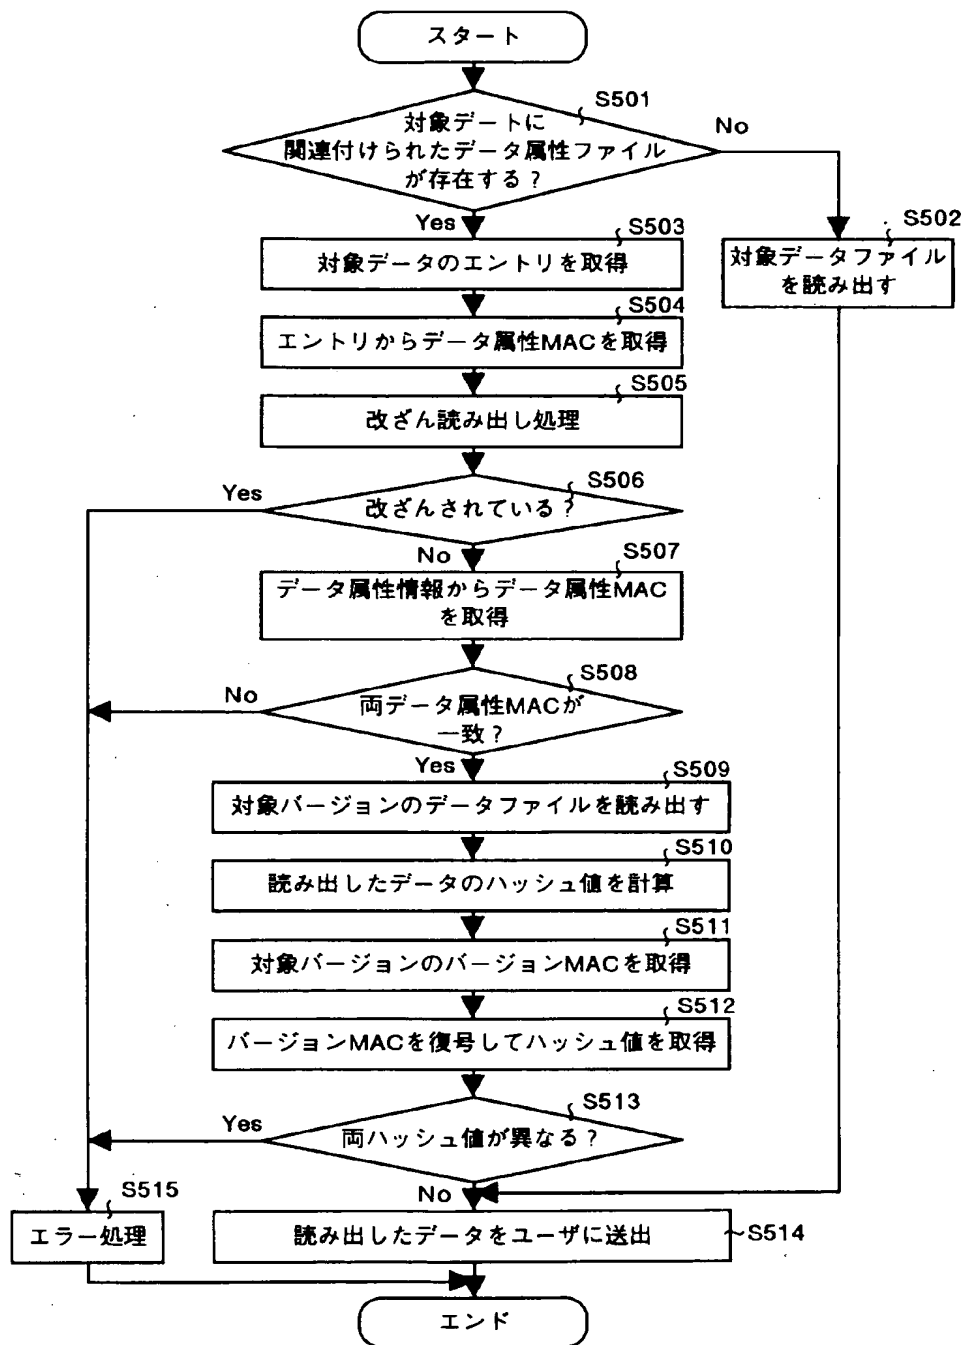 スタート
S501
対象デートに
関連付けられたデータ属性ファイル
が存在する?
No
Yes
S503
対象データのエントリを取得
S502
対象データファイル
を読み出す
S504
エントリからデータ属性MACを取得
S505
改ざん読み出し処理
S506
Yes
改ざんされている?
No
S507
データ属性情報からデータ属性MAC
を取得
S508
No
両データ属性MACが
一致?
Yes
S509
対象バージョンのデータファイルを読み出す
S510
読み出したデータのハッシュ値を計算
S511
対象バージョンのバージョンMACを取得
S512
バージョンMACを復号してハッシュ値を取得
S513
Yes
両ハッシュ値が異なる?
No
S515
エラー処理
読み出したデータをユーザに送出
S514
エンド